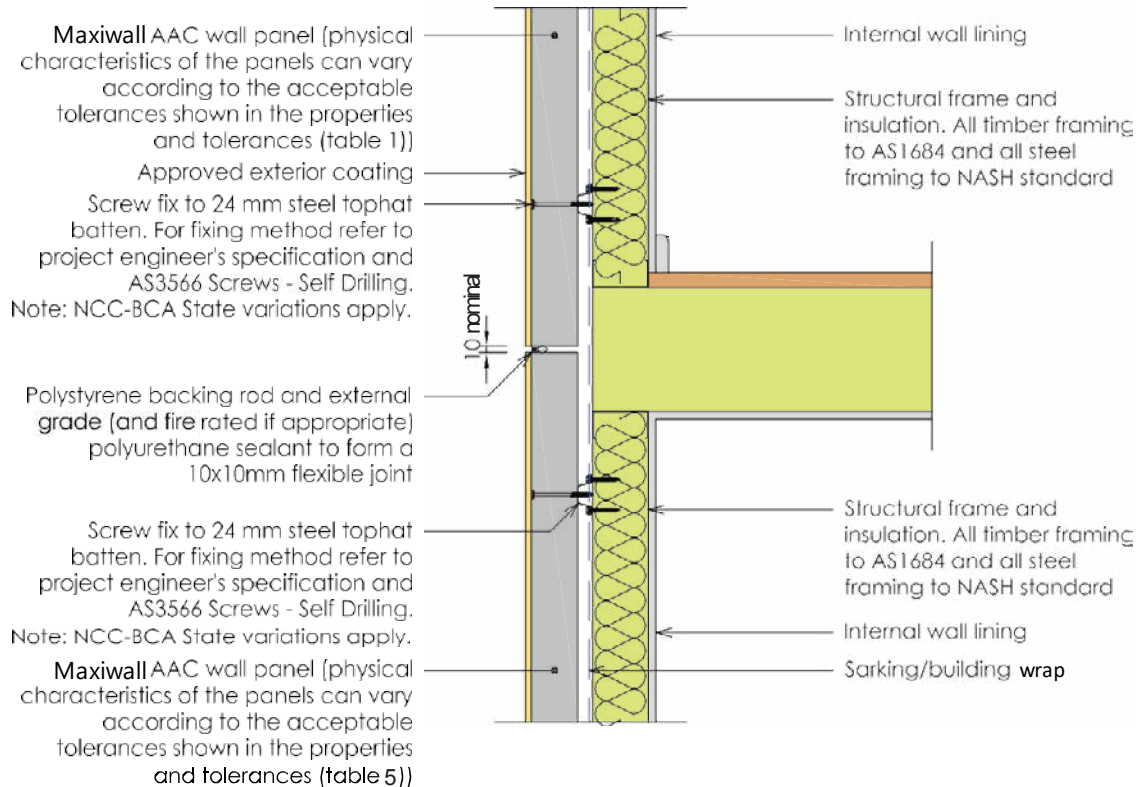 Maxiwall AAC wall panel (physical
characteristics of the panels can vary
according to the acceptable
tolerances shown in the properties
and tolerances (table 1))
Approved exterior coating
Screw fix to 24 mm steel tophat
batten. For fixing method refer to
project engineer's specification and
AS3566 Screws - Self Drilling.
Note: NCC-BCA State variations apply.
10 nominal
Polystyrene backing rod and external
grade (and fire rated if appropriate)
polyurethane sealant to form a
10x10mm flexible joint
Screw fix to 24 mm steel tophat
batten. For fixing method refer to
project engineer's specification and
AS3566 Screws - Self Drilling.
Note: NCC-BCA State variations apply.
Maxiwall AAC wall panel (physical
characteristics of the panels can vary
according to the acceptable
tolerances shown in the properties
and tolerances (table 5))
Internal wall lining
Structural frame and
insulation. All timber framing
to AS1684 and all steel
framing to NASH standard
Structural frame and
insulation. All timber framing
to AS1684 and all steel
framing to NASH standard
Internal wall lining
Sarking/building wrap